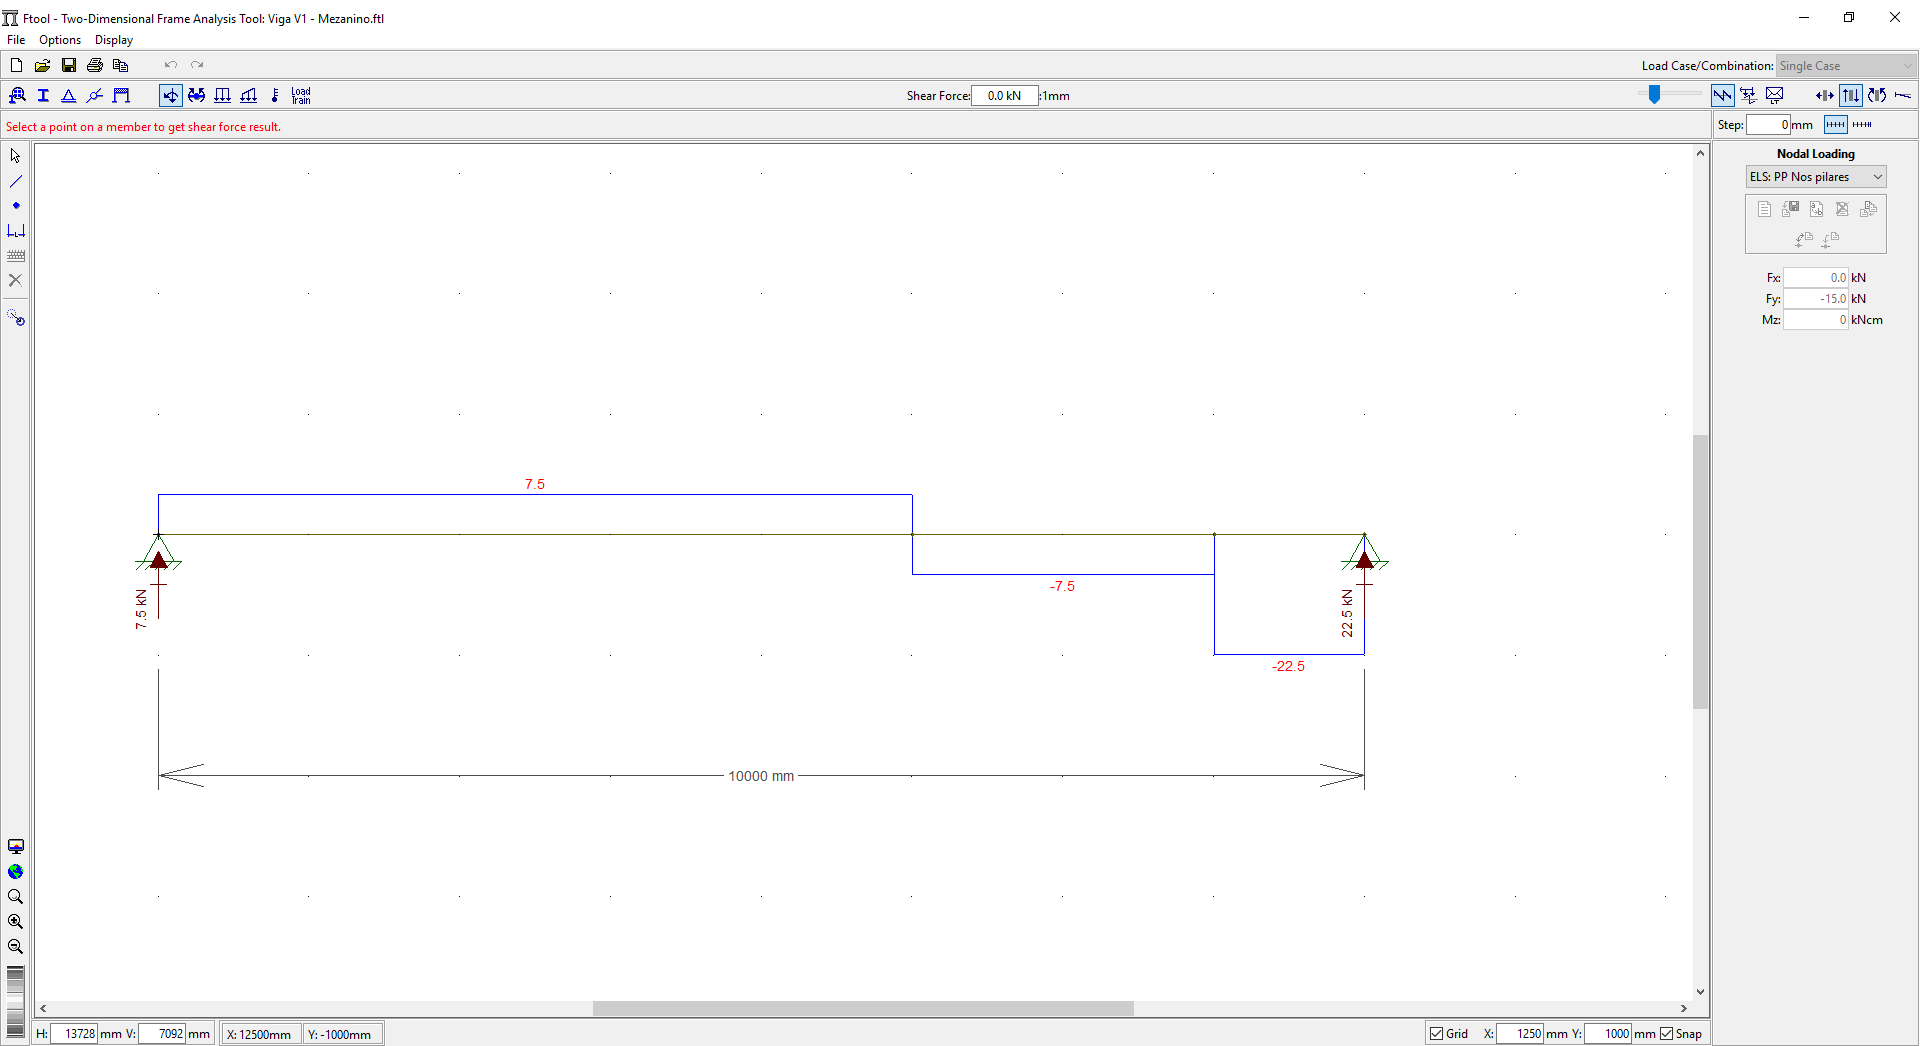 Ftool - Two-Dimensional Frame Analysis Tool: Viga V1 - Mezanino.ftl
File Options Display
Load Case/Combination: Single Case
Load Train
Shear Force: 0.0 kN :1mm
Select a point on a member to get shear force result.
Step: 0 mm
Nodal Loading
ELS: PP Nos pilares
Fx: 0.0 kN
Fy: -15.0 kN
Mz: 0 kNcm
7.5
-7.5
7.5 kN
22.5 kN
-22.5
10000 mm
H: 13728 mm V: 7092 mm X: 12500mm Y: -1000mm
Grid X: 1250 mm Y: 1000 mm Snap